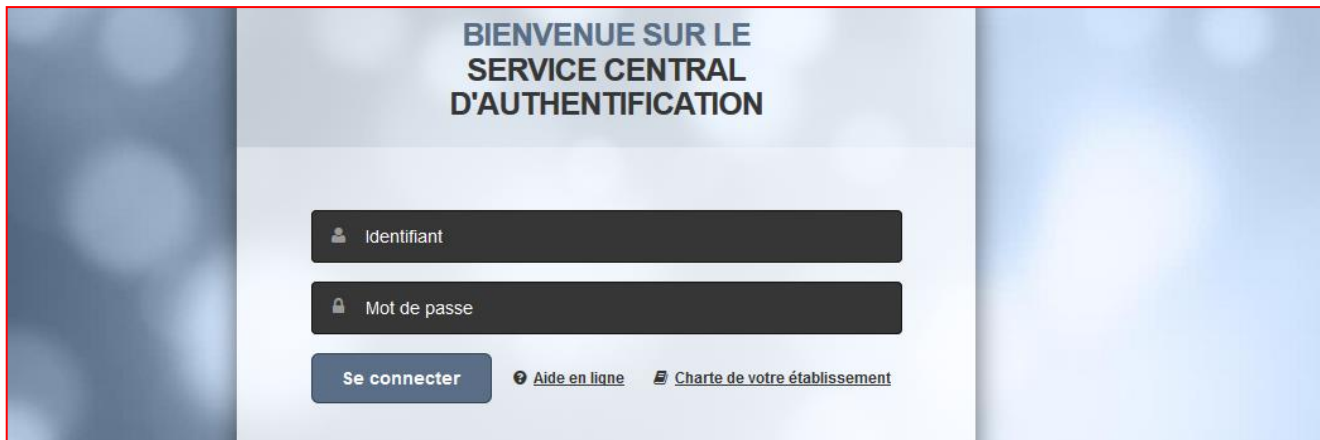 BIENVENUE SUR LE
SERVICE CENTRAL
D'AUTHENTIFICATION
Identifiant
Mot de passe
Se connecter Aide en ligne Charte de votre établissement